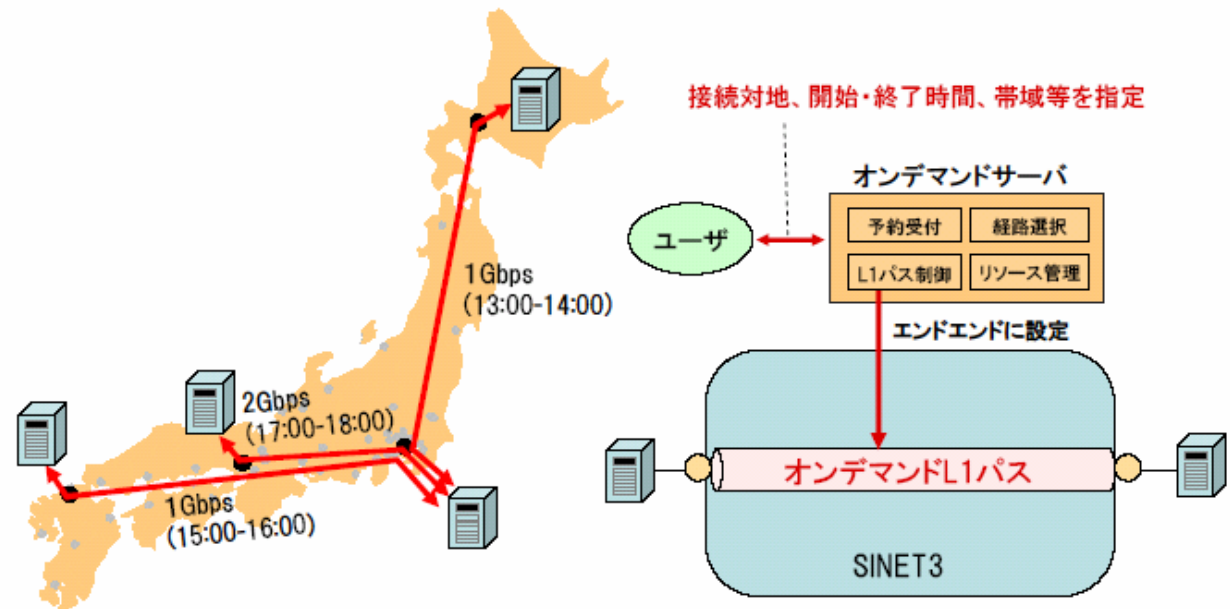 1Gbps
(13:00-14:00)
2Gbps
(17:00-18:00)
1Gbps
(15:00-16:00)
接続対地、開始・終了時間、帯域等を指定
オンデマンドサーバ
ユーザ
予約受付
経路選択
L1パス制御
リソース管理
エンドエンドに設定
オンデマンドL1パス
SINET3